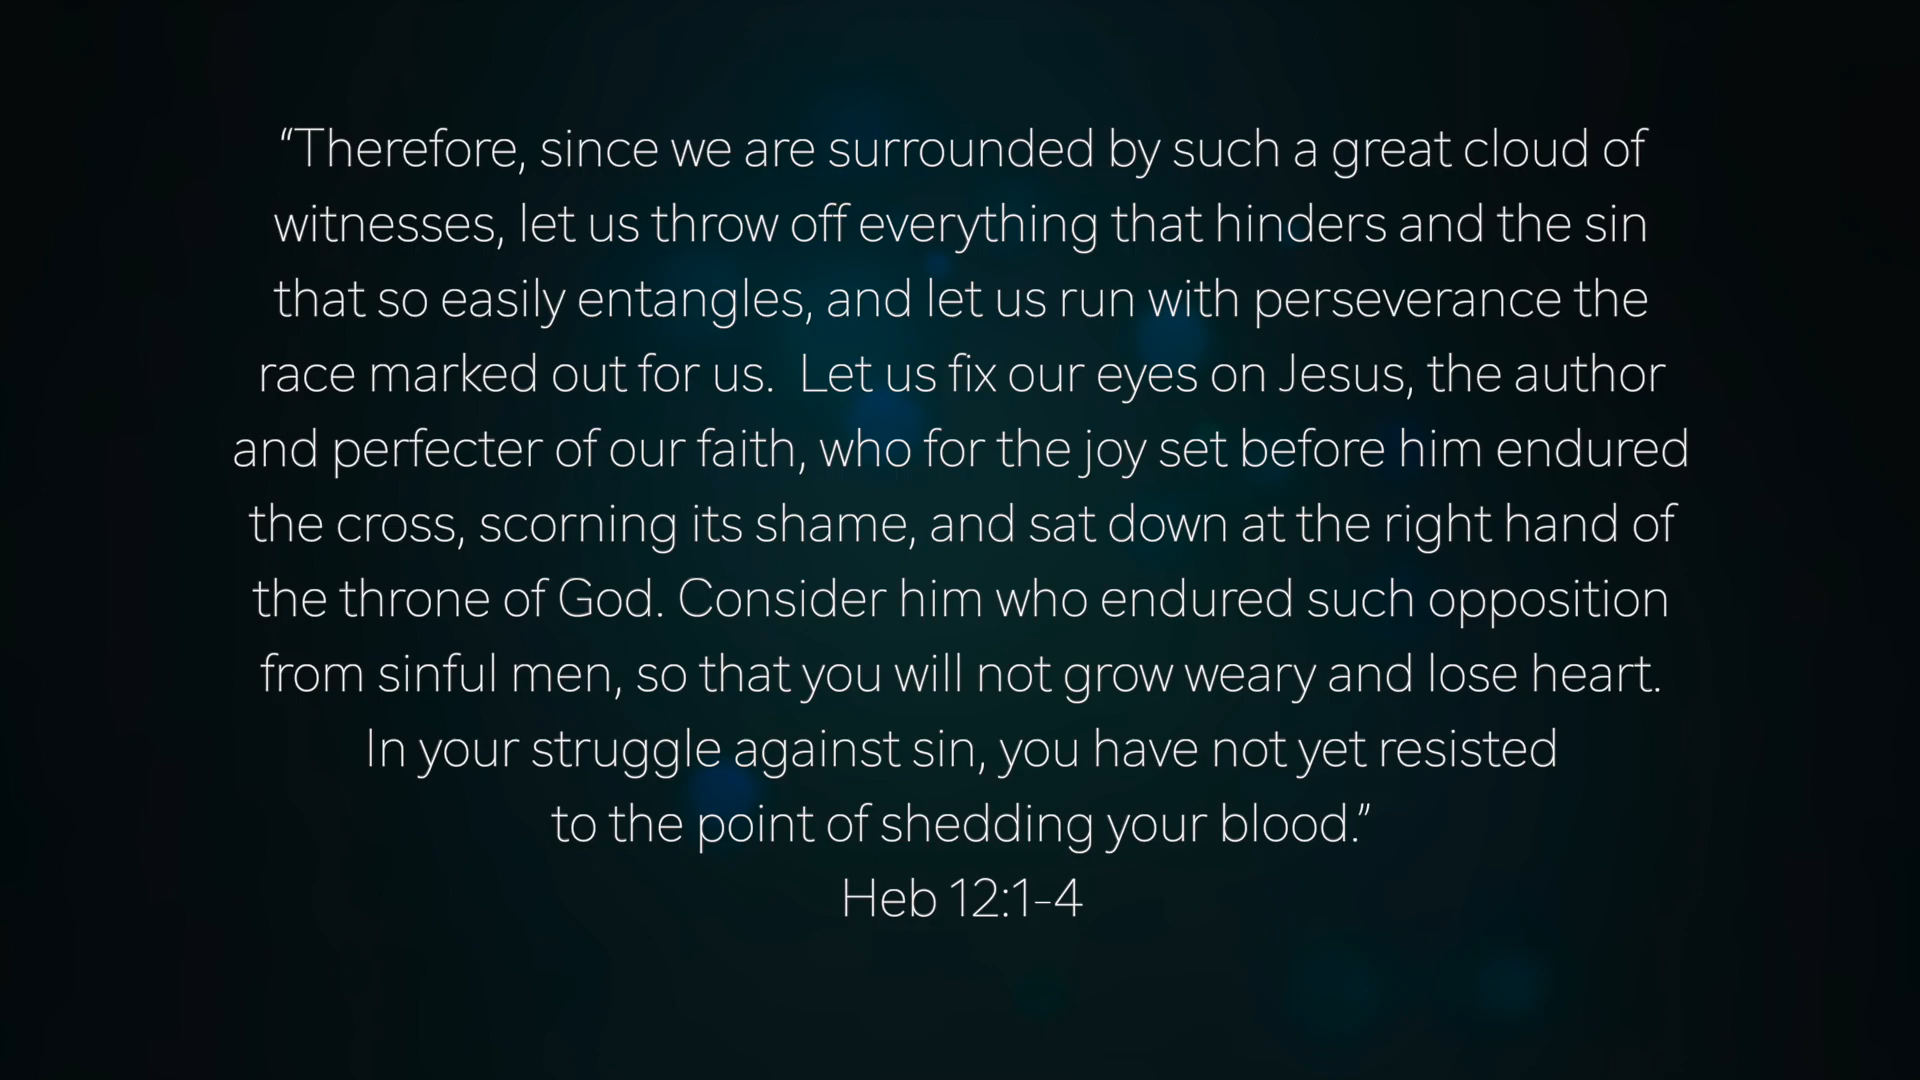 “Therefore, since we are surrounded by such a great cloud of
witnesses, let us throw off everything that hinders and the sin
that so easily entangles, and let us run with perseverance the
race marked out for us.  Let us fix our eyes on Jesus, the author
and perfecter of our faith, who for the joy set before him endured
the cross, scorning its shame, and sat down at the right hand of
the throne of God. Consider him who endured such opposition
from sinful men, so that you will not grow weary and lose heart.
In your struggle against sin, you have not yet resisted
to the point of shedding your blood.”
Heb 12:1-4